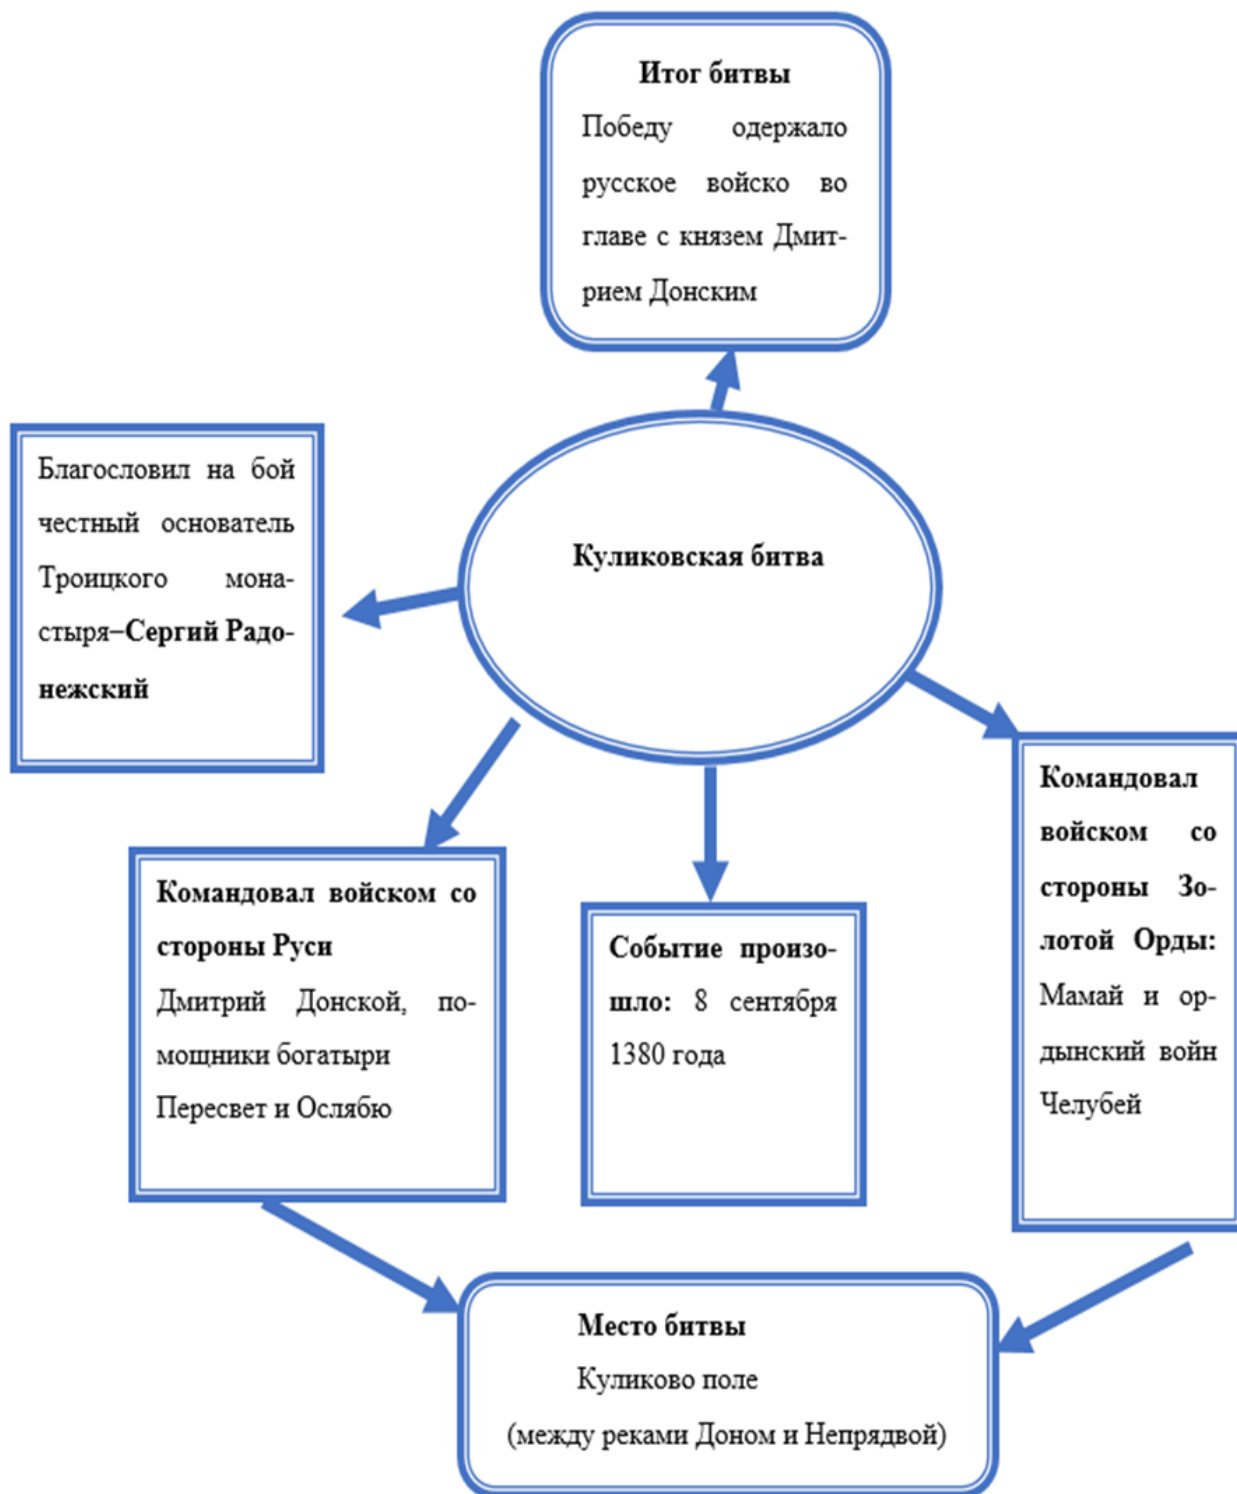 Итог битвы
Победу одержало
русское войско во
главе с князем Дмит-
рием Донским
Благословил на бой
честный основатель
Троицкого мона-
стыря–Сергий Радо-
нежский
Куликовская битва
Командовал войском со
стороны Руси
Дмитрий Донской, по-
мощники богатыри
Пересвет и Ослябю
Событие произо-
шло: 8 сентября
1380 года
Командовал
войском со
стороны Зо-
лотой Орды:
Мамай и ор-
дынский войн
Челубей
Место битвы
Куликово поле
(между реками Доном и Непрядвой)